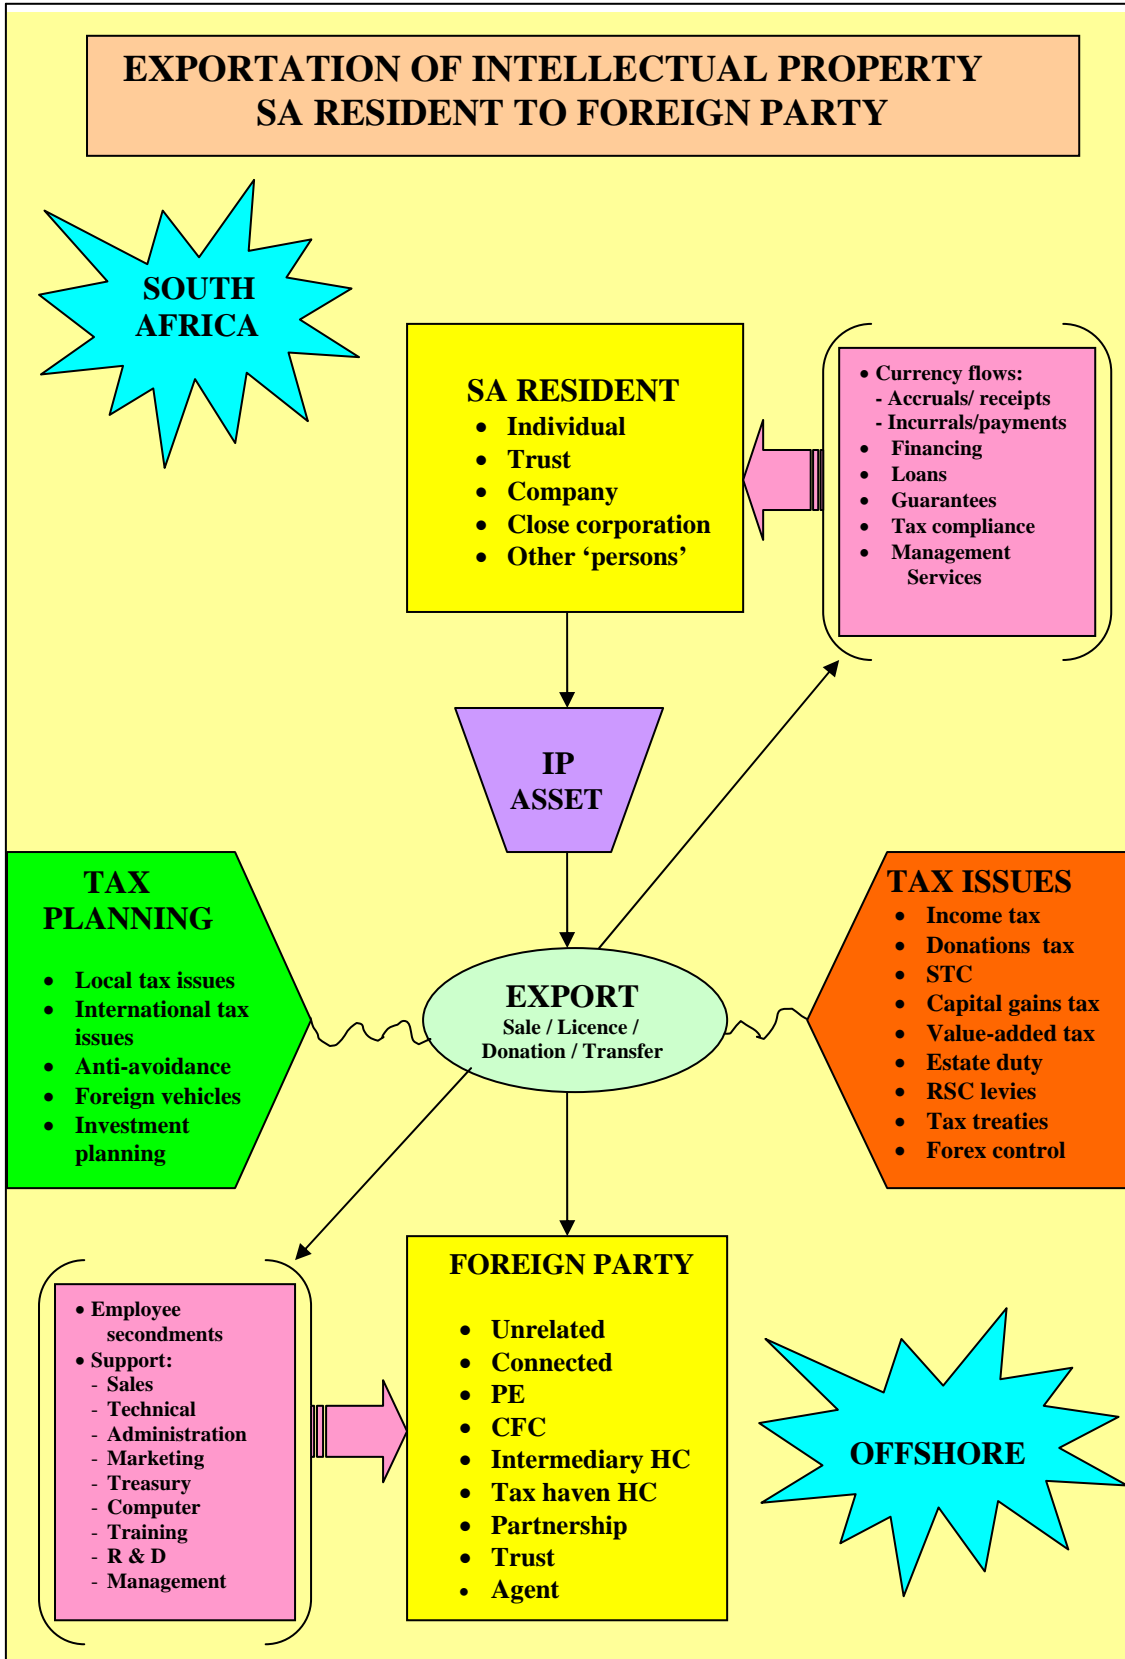 EXPORTATION OF INTELLECTUAL PROPERTY
SA RESIDENT TO FOREIGN PARTY
SOUTH
AFRICA
SA RESIDENT
• Individual
• Trust
• Company
• Close corporation
• Other ‘persons’
• Currency flows:
- Accruals/ receipts
- Incurrals/payments
• Financing
• Loans
• Guarantees
• Tax compliance
• Management
Services
IP
ASSET
TAX
PLANNING
• Local tax issues
• International tax
issues
• Anti-avoidance
• Foreign vehicles
• Investment
planning
EXPORT
Sale / Licence /
Donation / Transfer
TAX ISSUES
• Income tax
• Donations tax
• STC
• Capital gains tax
• Value-added tax
• Estate duty
• RSC levies
• Tax treaties
• Forex control
• Employee
secondments
• Support:
- Sales
- Technical
- Administration
- Marketing
- Treasury
- Computer
- Training
- R & D
- Management
FOREIGN PARTY
• Unrelated
• Connected
• PE
• CFC
• Intermediary HC
• Tax haven HC
• Partnership
• Trust
• Agent
OFFSHORE